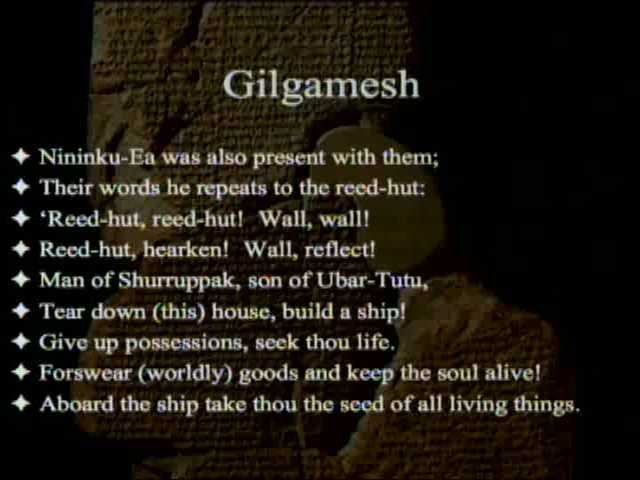 Gilgamesh
Nininku-Ea was also present with them;
Their words he repeats to the reed-hut:
‘Reed-hut, reed-hut!  Wall, wall!
Reed-hut, hearken!  Wall, reflect!
Man of Shurruppak, son of Ubar-Tutu,
Tear down (this) house, build a ship!
Give up possessions, seek thou life.
Forswear (worldly) goods and keep the soul alive!
Aboard the ship take thou the seed of all living things.